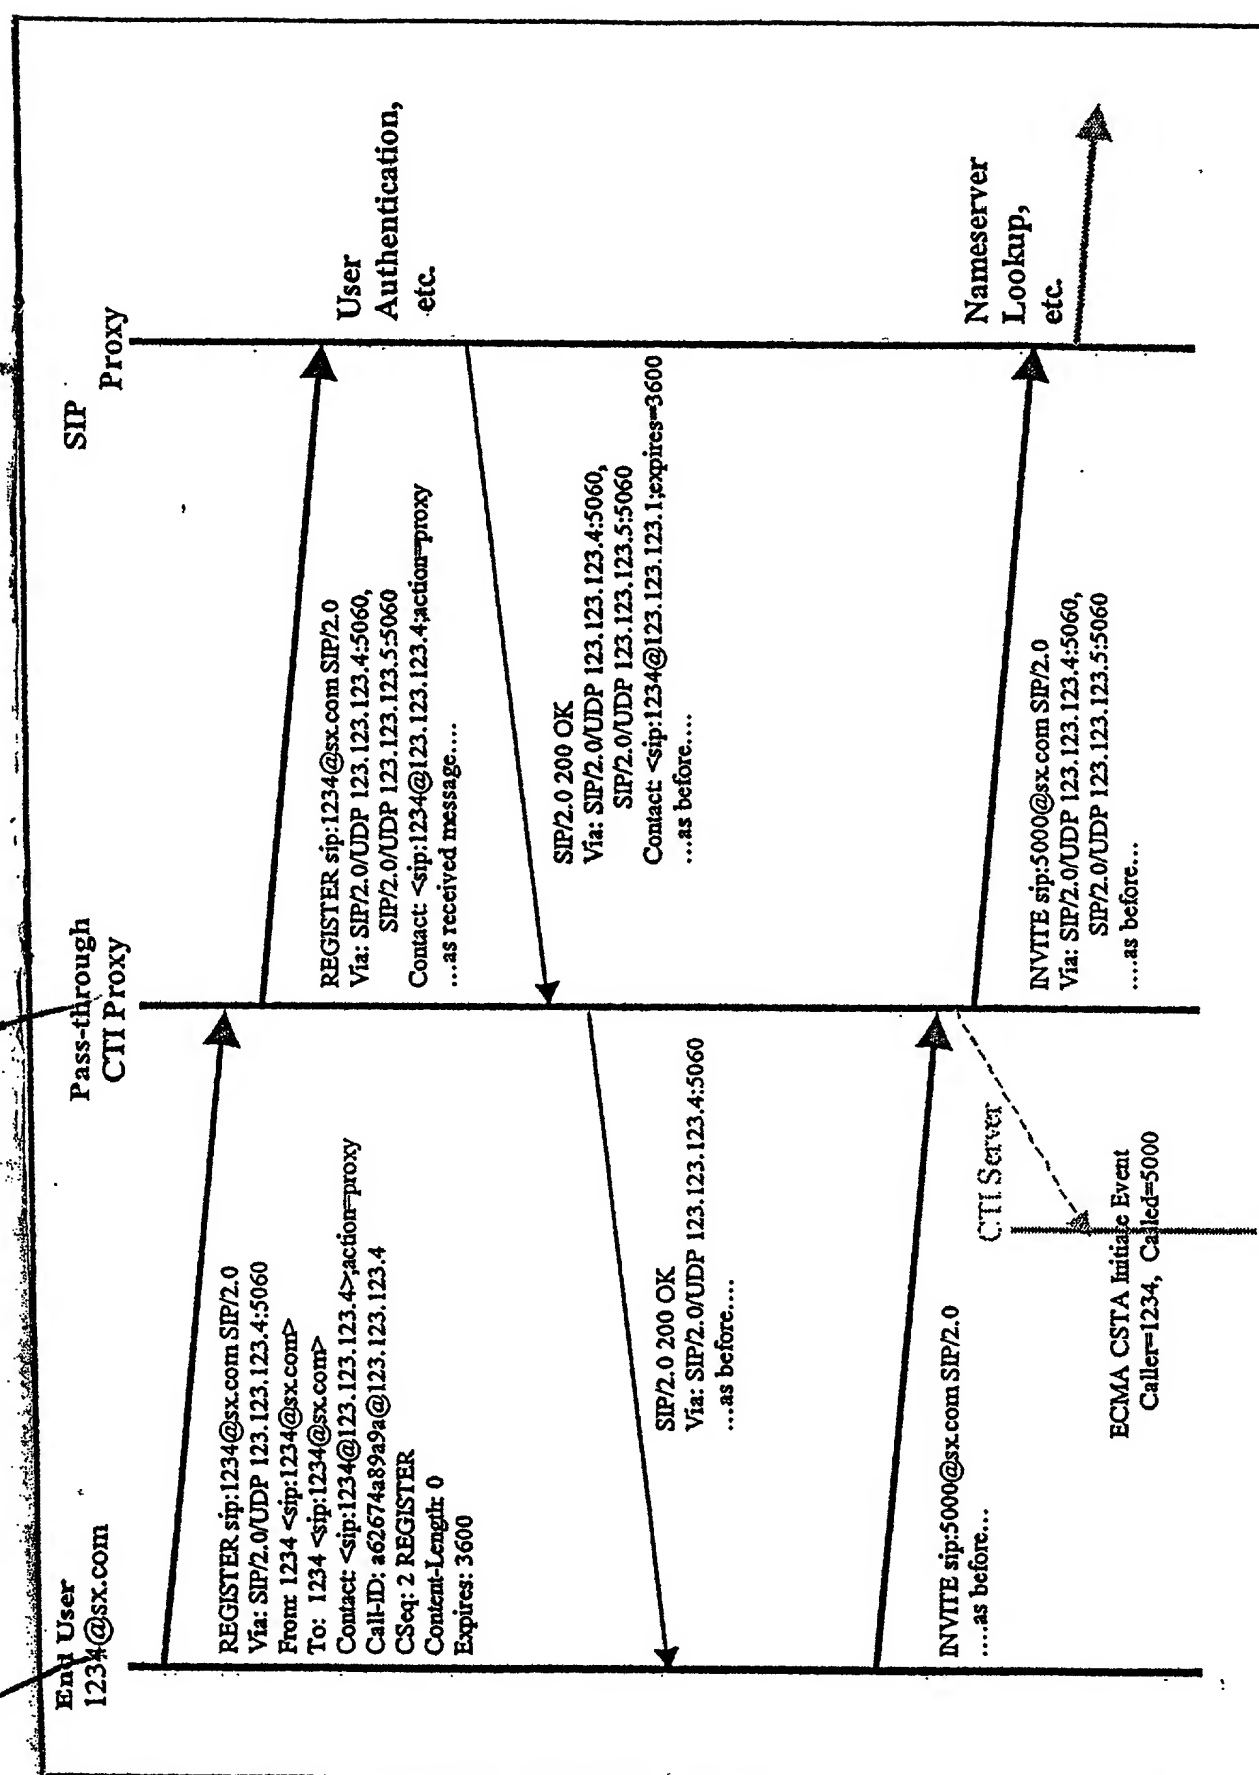 End User
1234@sx.com
Pass-through
CTI Proxy
SIP
Proxy
REGISTER sip:1234@sx.com SIP/2.0
Via: SIP/2.0/UDP 123.123.123.4:5060
From: 1234 <sip:1234@sx.com>
To: 1234 <sip:1234@sx.com>
Contact: <sip:1234@123.123.123.4>;action=proxy
Call-ID: a62674a89a9a@123.123.123.4
CSeq: 2 REGISTER
Content-Length: 0
Expires: 3600
REGISTER sip:1234@sx.com SIP/2.0
Via: SIP/2.0/UDP 123.123.123.4:5060,
SIP/2.0/UDP 123.123.123.5:5060
Contact: <sip:1234@123.123.123.4;action=proxy
...as received message....
User
Authentication,
etc.
SIP/2.0 200 OK
Via: SIP/2.0/UDP 123.123.123.4:5060,
SIP/2.0/UDP 123.123.123.5:5060
Contact: <sip:1234@123.123.123.1;expires=3600
...as before....
SIP/2.0 200 OK
Via: SIP/2.0/UDP 123.123.123.4:5060
...as before....
INVITE sip:5000@sx.com SIP/2.0
....as before...
CTI Server
ECMA CSTA Initiate Event
Caller=1234, Called=5000
INVITE sip:5000@sx.com SIP/2.0
Via: SIP/2.0/UDP 123.123.123.4:5060,
SIP/2.0/UDP 123.123.123.5:5060
....as before...
Nameserver
Lookup,
etc.